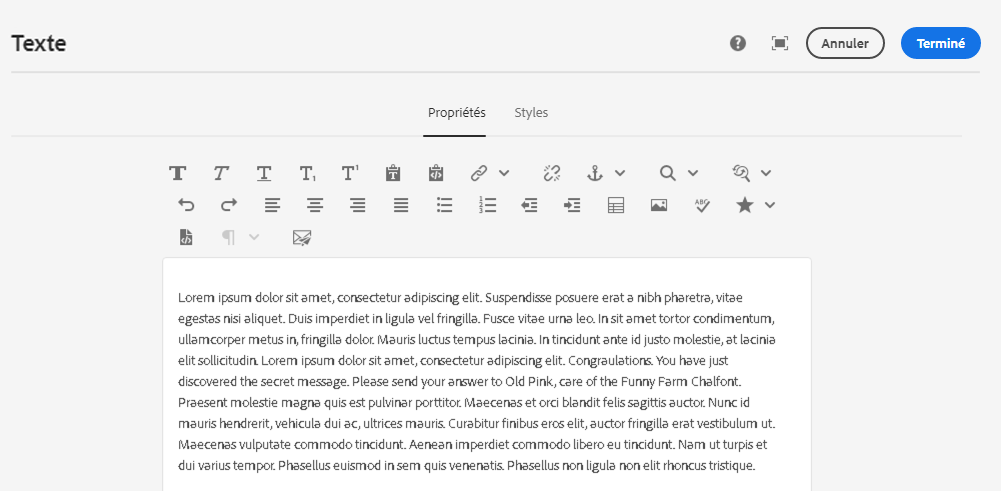 Texte
Annuler
Terminé
Propriétés
Styles
Lorem ipsum dolor sit amet, consectetur adipiscing elit. Suspendisse posuere erat a nibh pharetra, vitae
egestas nisi aliquet. Duis imperdiet in ligula vel fringilla. Fusce vitae urna leo. In sit amet tortor condimentum,
ullamcorper metus in, fringilla dolor. Mauris luctus tempus lacinia. In tincidunt ante id justo molestie, at lacinia
elit sollicitudin. Lorem ipsum dolor sit amet, consectetur adipiscing elit. Congraulations. You have just
discovered the secret message. Please send your answer to Old Pink, care of the Funny Farm Chalfont.
Praesent molestie magna quis est pulvinar porttitor. Maecenas et orci blandit felis sagittis auctor. Nunc id
mauris hendrerit, vehicula dui ac, ultrices mauris. Curabitur finibus eros elit, auctor fringilla erat vestibulum ut.
Maecenas vulputate commodo tincidunt. Aenean imperdiet commodo libero eu tincidunt. Nam ut turpis et
dui varius tempor. Phasellus euismod in sem quis venenatis. Phasellus non ligula non elit rhoncus tristique.